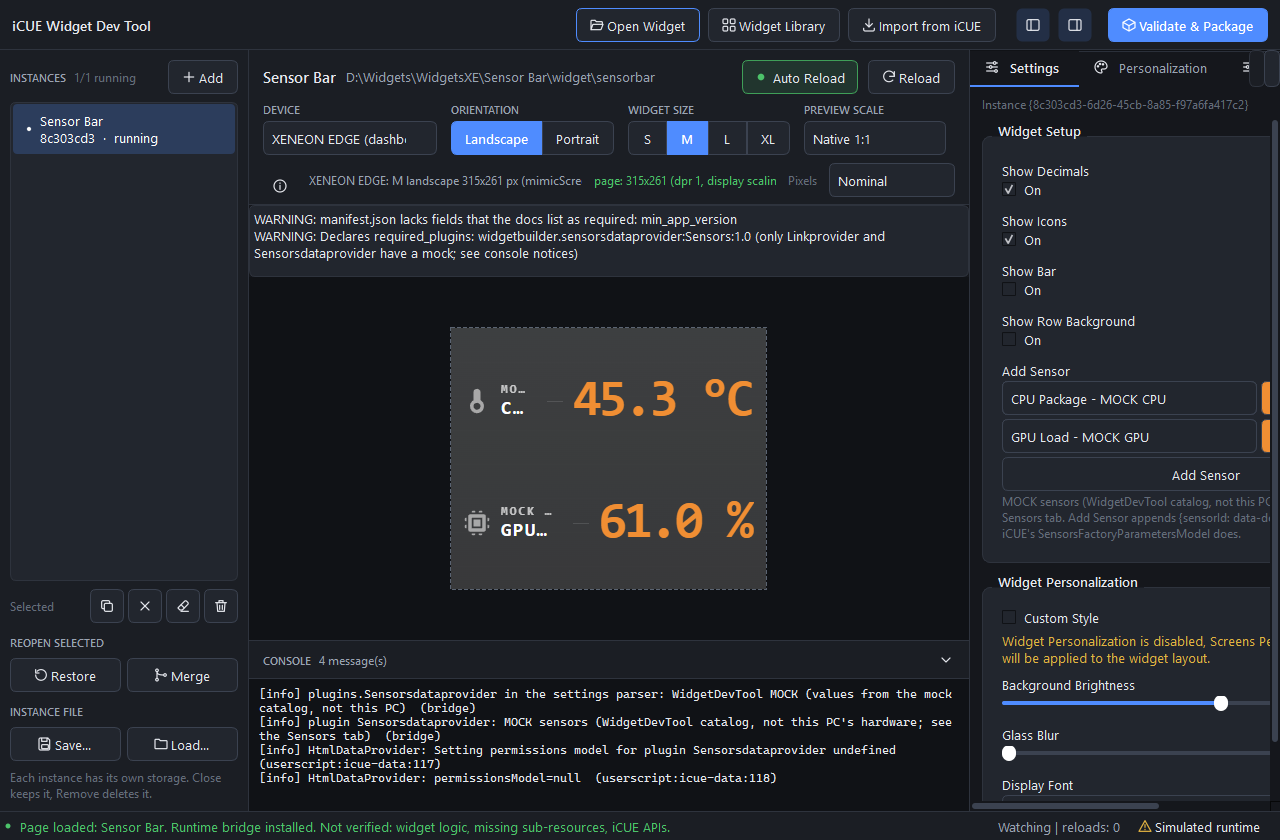 iCUE Widget Dev Tool
Open Widget
Widget Library
Import from iCUE
Validate & Package
INSTANCES 1/1 running
Add
Sensor Bar
8c303cd3 · running
Selected
REOPEN SELECTED
Restore
Merge
INSTANCE FILE
Save...
Load...
Each instance has its own storage. Close
keeps it, Remove deletes it.
Sensor Bar D:\Widgets\WidgetsXE\Sensor Bar\widget\sensorbar
Auto Reload
Reload
DEVICE
ORIENTATION
WIDGET SIZE
PREVIEW SCALE
XENEON EDGE (dashb
Landscape
Portrait
S
M
L
XL
Native 1:1
XENEON EDGE: M landscape 315x261 px (mimicScre
page: 315x261 (dpr 1, display scalin
Pixels
Nominal
WARNING: manifest.json lacks fields that the docs list as required: min_app_version
WARNING: Declares required_plugins: widgetbuilder.sensorsdataprovider:Sensors:1.0 (only Linkprovider and
Sensorsdataprovider have a mock; see console notices)
MO…
C…
45.3 °C
MOCK …
GPU…
61.0 %
CONSOLE 4 message(s)
[info] plugins.Sensorsdataprovider in the settings parser: WidgetDevTool MOCK (values from the mock
catalog, not this PC) (bridge)
[info] plugin Sensorsdataprovider: MOCK sensors (WidgetDevTool catalog, not this PC's hardware; see
the Sensors tab) (bridge)
[info] HtmlDataProvider: Setting permissions model for plugin Sensorsdataprovider undefined
(userscript:icue-data:117)
[info] HtmlDataProvider: permissionsModel=null (userscript:icue-data:118)
Settings
Personalization
Instance {8c303cd3-6d26-45cb-8a85-f97a6fa417c2}
Widget Setup
Show Decimals
On
Show Icons
On
Show Bar
On
Show Row Background
On
Add Sensor
CPU Package - MOCK CPU
GPU Load - MOCK GPU
Add Sensor
MOCK sensors (WidgetDevTool catalog, not this PC
Sensors tab. Add Sensor appends {sensorId: data-d
iCUE's SensorsFactoryParametersModel does.
Widget Personalization
Custom Style
Widget Personalization is disabled, Screens Pe
will be applied to the widget layout.
Background Brightness
Glass Blur
Display Font
Page loaded: Sensor Bar. Runtime bridge installed. Not verified: widget logic, missing sub-resources, iCUE APIs.
Watching | reloads: 0
Simulated runtime